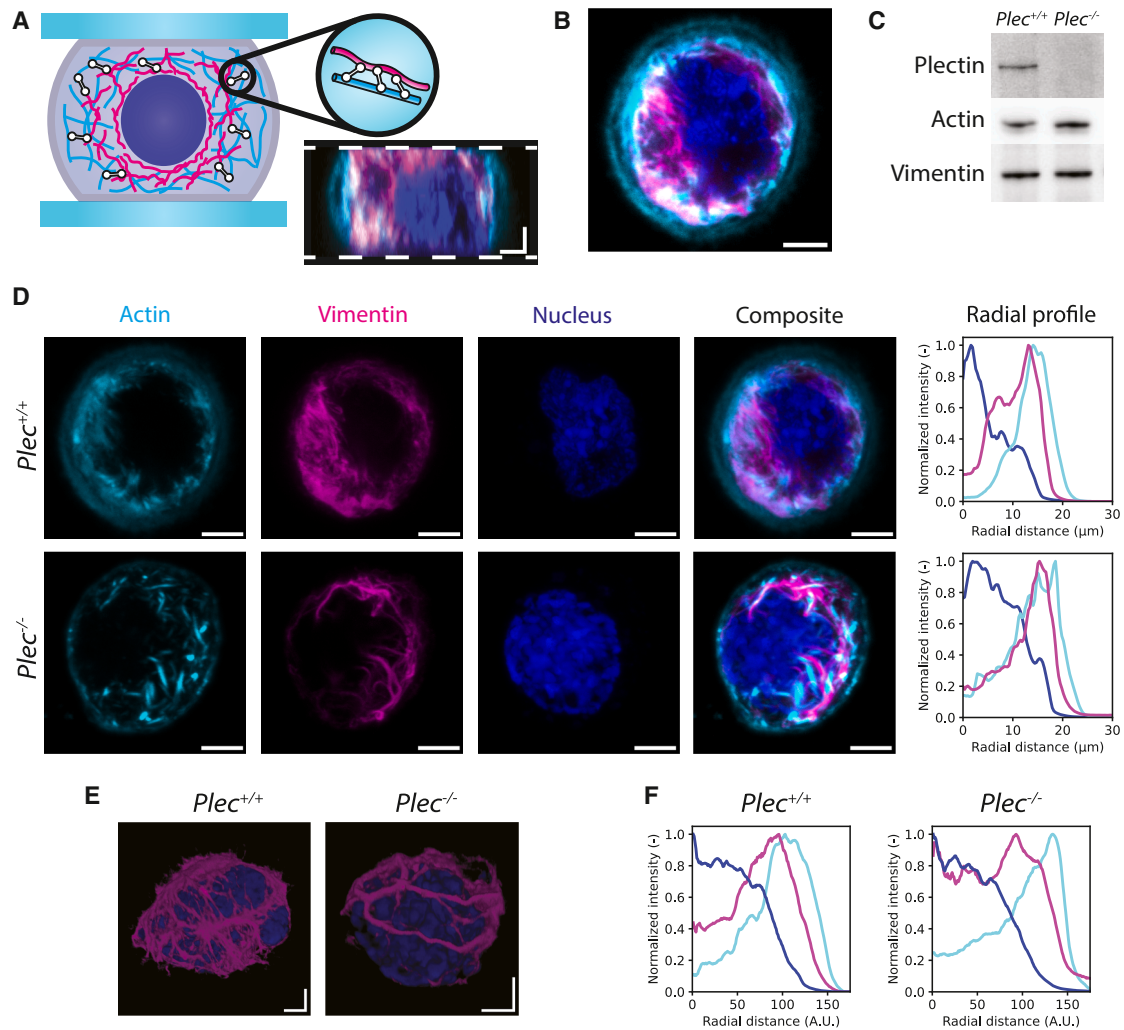 A
B
C
Plec+/+ Plec-/-
Plectin
Actin
Vimentin
D
Actin
Vimentin
Nucleus
Composite
Radial profile
Plec+/+
Normalized intensity (-)
1.0
0.8
0.6
0.4
0.2
0.0
0 10 20 30
Radial distance (µm)
Plec-/-
Normalized intensity (-)
1.0
0.8
0.6
0.4
0.2
0.0
0 10 20 30
Radial distance (µm)
E
Plec+/+
Plec-/-
F
Plec+/+
Normalized intensity (-)
1.0
0.8
0.6
0.4
0.2
0.0
0 50 100 150
Radial distance (A.U.)
Plec-/-
Normalized intensity (-)
1.0
0.8
0.6
0.4
0.2
0.0
0 50 100 150
Radial distance (A.U.)